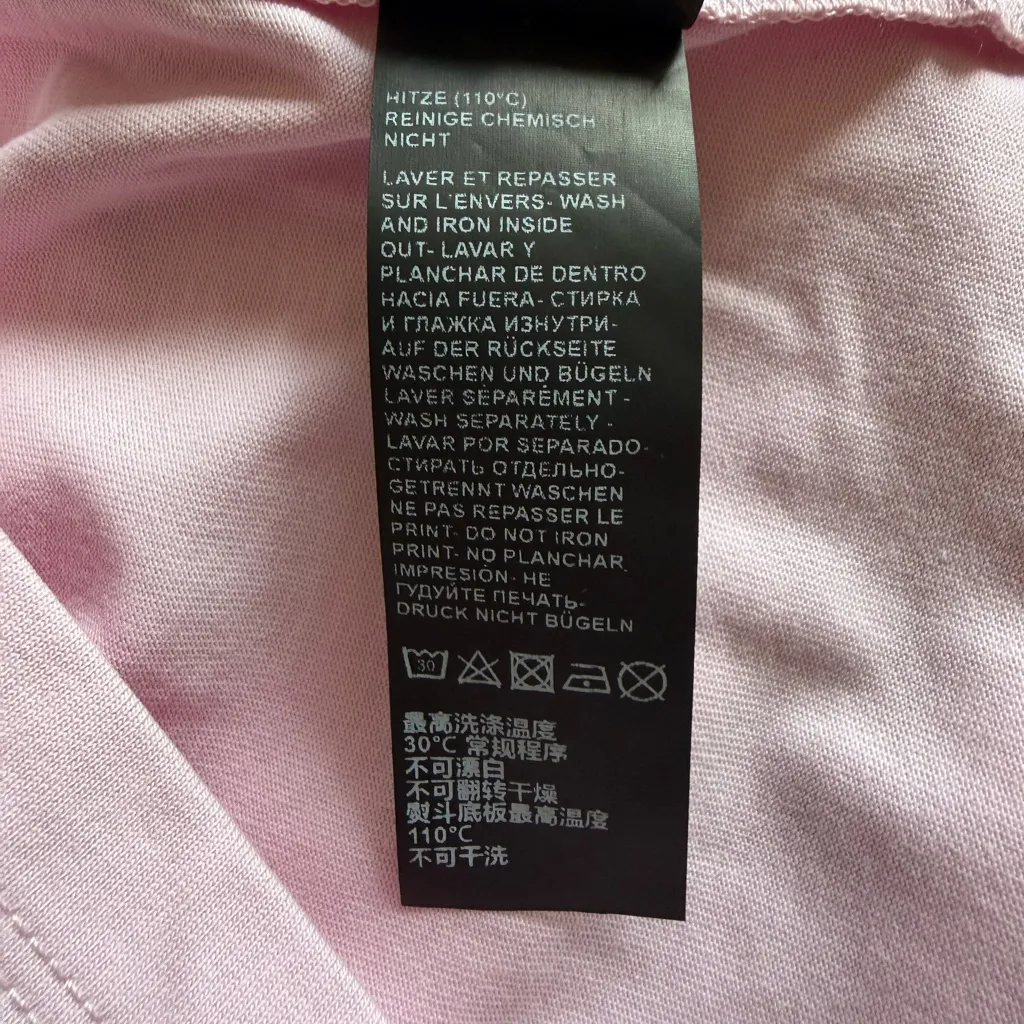 HITZE (110°C)
REINIGE CHEMISCH
NICHT
LAVER ET REPASSER
SUR L'ENVERS- WASH
AND IRON INSIDE
OUT- LAVAR Y
PLANCHAR DE DENTRO
HACIA FUERA- СТИРКА
И ГЛАЖКА ИЗНУТРИ-
AUF DER RÜCKSEITE
WASCHEN UND BÜGELN
LAVER SÉPARÉMENT -
WASH SEPARATELY -
LAVAR POR SEPARADO-
СТИРАТЬ ОТДЕЛЬНО-
GETRENNT WASCHEN
NE PAS REPASSER LE
PRINT- DO NOT IRON
PRINT- NO PLANCHAR
IMPRESIÓN- НЕ
ГУДУЙТЕ ПЕЧАТЬ-
DRUCK NICHT BÜGELN
30
最高洗涤温度
30°C 常规程序
不可漂白
不可翻转干燥
熨斗底板最高温度
110°C
不可干洗